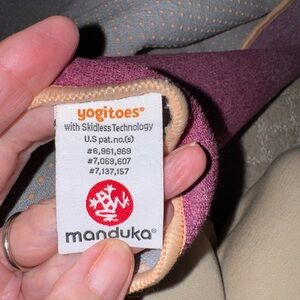 yogitoes®
with Skidless Technology
U.S pat.no.(s)
#6,961,969
#7,069,607
#7,137,157
manduka®